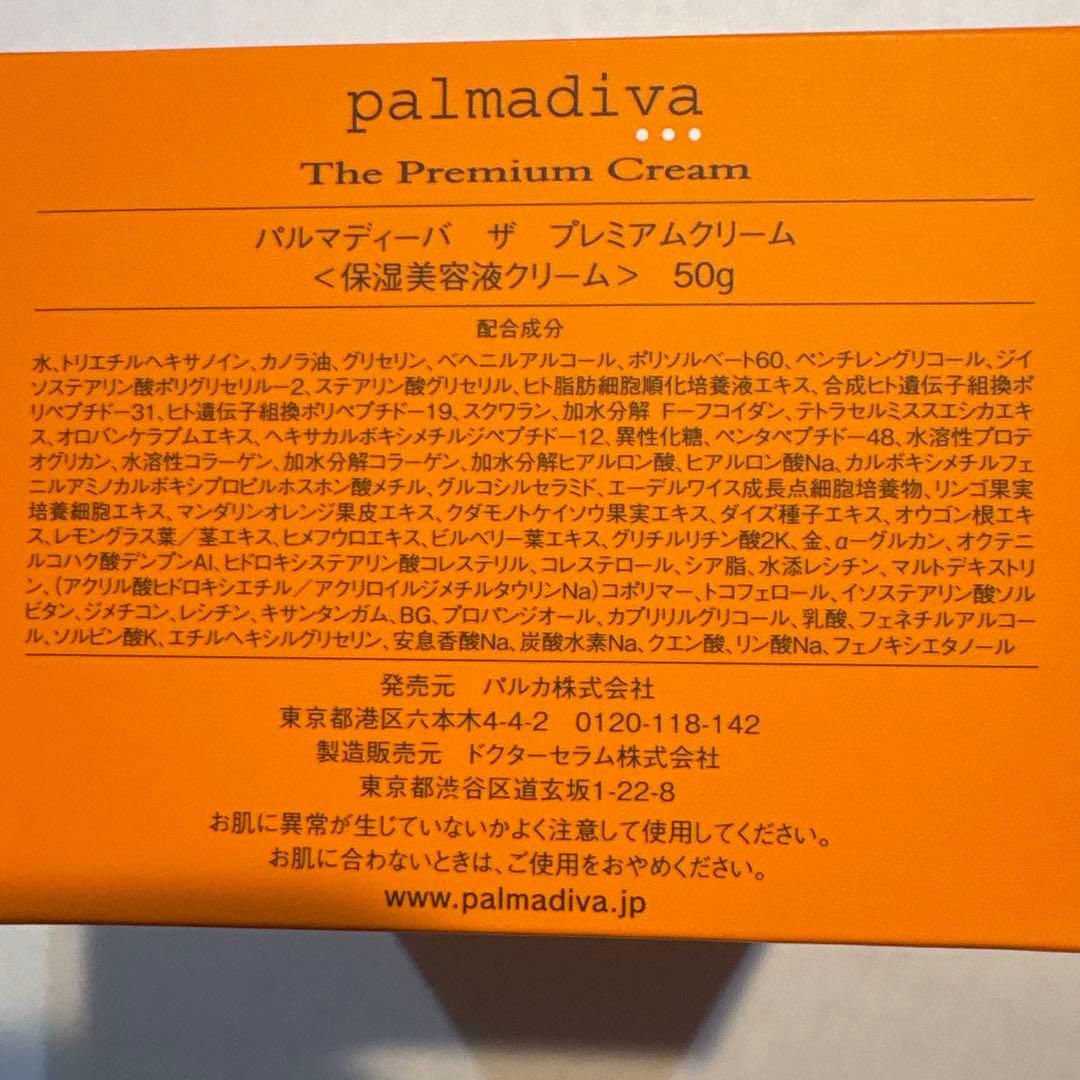 palmadiva
The Premium Cream
パルマディーバ ザ プレミアムクリーム
＜保湿美容液クリーム＞ 50g
配合成分
水、トリエチルヘキサノイン、カノラ油、グリセリン、ベヘニルアルコール、ポリソルベート60、ペンチレングリコール、ジイ
ソステアリン酸ポリグリセリル－2、ステアリン酸グリセリル、ヒト脂肪細胞順化培養液エキス、合成ヒト遺伝子組換ポ
リペプチド－31、ヒト遺伝子組換ポリペプチド－19、スクワラン、加水分解 F－フコイダン、テトラセルミススエシカエキ
ス、オロバンケラプムエキス、ヘキサカルボキシメチルジペプチド－12、異性化糖、ペンタペプチド－48、水溶性プロテ
オグリカン、水溶性コラーゲン、加水分解コラーゲン、加水分解ヒアルロン酸、ヒアルロン酸Na、カルボキシメチルフェ
ニルアミノカルボキシプロピルホスホン酸メチル、グルコシルセラミド、エーデルワイス成長点細胞培養物、リンゴ果実
培養細胞エキス、マンダリンオレンジ果皮エキス、クダモノトケイソウ果実エキス、ダイズ種子エキス、オウゴン根エキ
ス、レモングラス葉／茎エキス、ヒメフウロエキス、ビルベリー葉エキス、グリチルリチン酸2K、金、α－グルカン、オクテニ
ルコハク酸デンプンAl、ヒドロキシステアリン酸コレステリル、コレステロール、シア脂、水添レシチン、マルトデキストリ
ン、（アクリル酸ヒドロキシエチル／アクリロイルジメチルタウリンNa）コポリマー、トコフェロール、イソステアリン酸ソル
ビタン、ジメチコン、レシチン、キサンタンガム、BG、プロパンジオール、カプリリルグリコール、乳酸、フェネチルアルコー
ル、ソルビン酸K、エチルヘキシルグリセリン、安息香酸Na、炭酸水素Na、クエン酸、リン酸Na、フェノキシエタノール
発売元 パルカ株式会社
東京都港区六本木4-4-2 0120-118-142
製造販売元 ドクターセラム株式会社
東京都渋谷区道玄坂1-22-8
お肌に異常が生じていないかよく注意して使用してください。
お肌に合わないときは、ご使用をおやめください。
www.palmadiva.jp